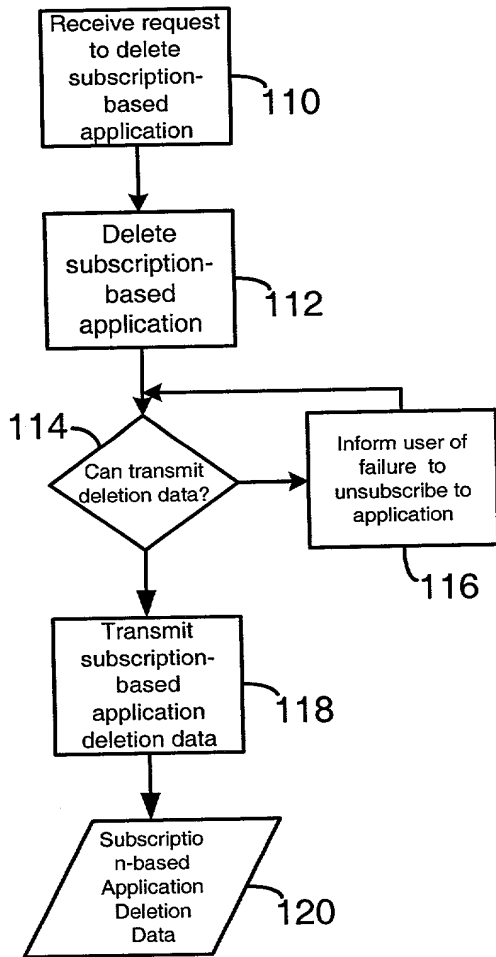 Receive request
to delete
subscription-
based
application
110
Delete
subscription-
based
application
112
114
Can transmit
deletion data?
Inform user of
failure to
unsubscribe to
application
116
Transmit
subscription-
based
application
deletion data
118
Subscriptio
n-based
Application
Deletion
Data
120